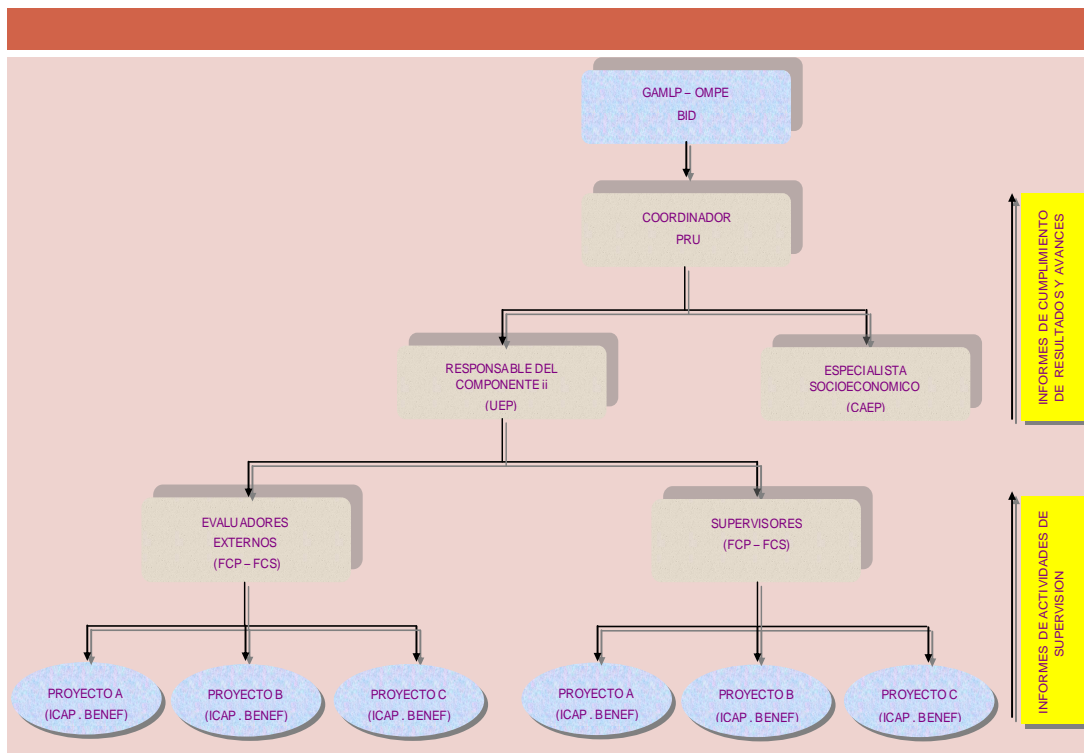 GAMLP – OMPE
BID
COORDINADOR
PRU
RESPONSABLE DEL
COMPONENTE ii
(UEP)
ESPECIALISTA
SOCIOECONOMICO
(CAEP)
INFORMES DE CUMPLIMIENTO
DE RESULTADOS Y AVANCES
EVALUADORES
EXTERNOS
(FCP – FCS)
SUPERVISORES
(FCP – FCS)
INFORMES DE ACTIVIDADES DE
SUPERVISION
PROYECTO A
(ICAP . BENEF)
PROYECTO B
(ICAP . BENEF)
PROYECTO C
(ICAP . BENEF)
PROYECTO A
(ICAP . BENEF)
PROYECTO B
(ICAP . BENEF)
PROYECTO C
(ICAP . BENEF)